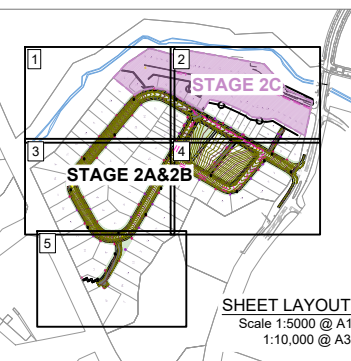 1
2
STAGE 2C
3
4
STAGE 2A&2B
5
SHEET LAYOUT
Scale 1:5000 @ A1
1:10,000 @ A3